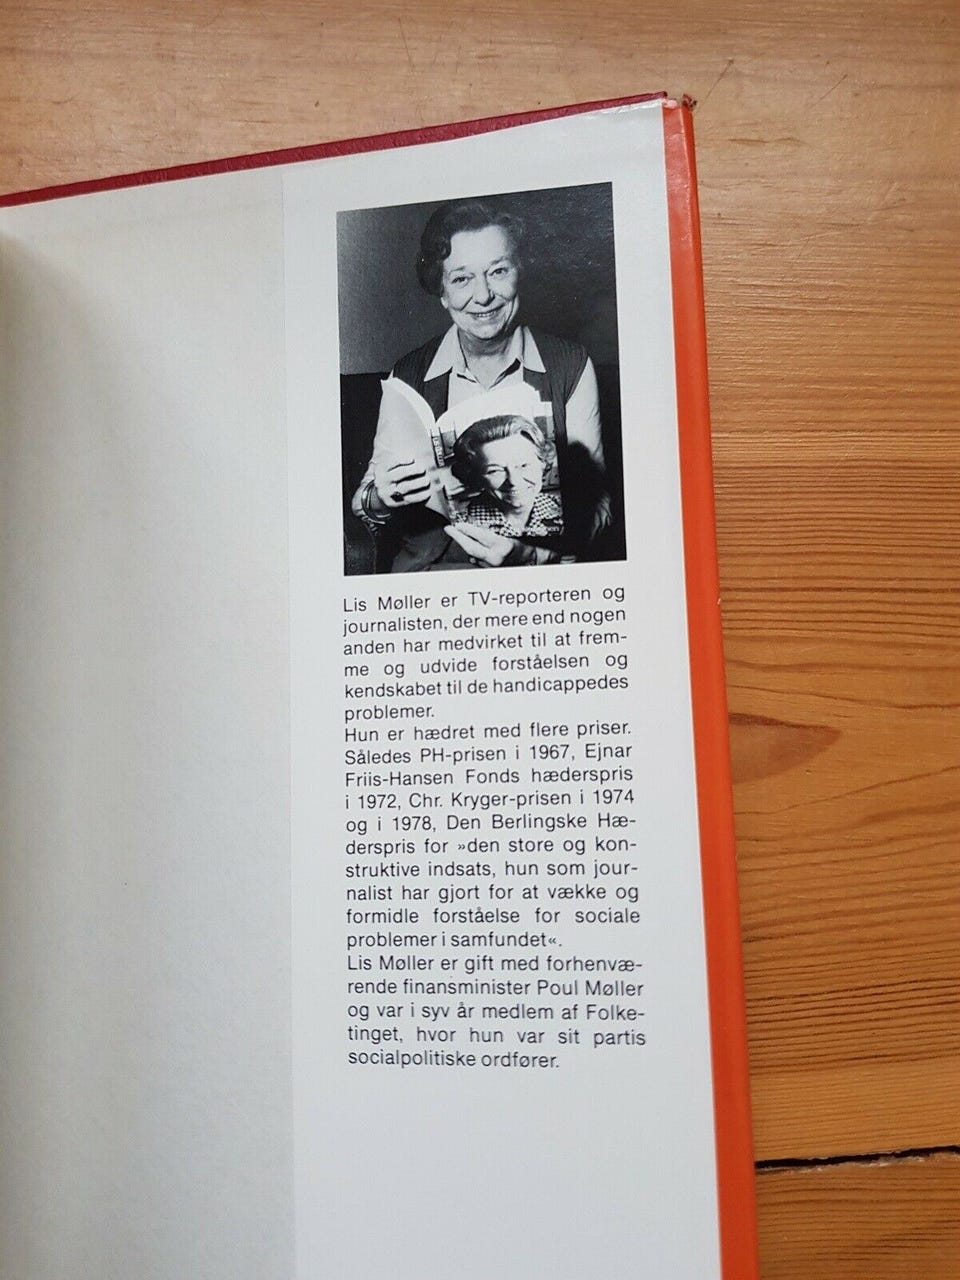 Lis Møller er TV-reporteren og
journalisten, der mere end nogen
anden har medvirket til at frem-
me og udvide forståelsen og
kendskabet til de handicappedes
problemer.
Hun er hædret med flere priser.
Således PH-prisen i 1967, Ejnar
Friis-Hansen Fonds hæderspris
i 1972, Chr. Kryger-prisen i 1974
og i 1978, Den Berlingske Hæ-
derspris for »den store og kon-
struktive indsats, hun som jour-
nalist har gjort for at vække og
formidle forståelse for sociale
problemer i samfundet«.
Lis Møller er gift med forhenvæ-
rende finansminister Poul Møller
og var i syv år medlem af Folke-
tinget, hvor hun var sit partis
socialpolitiske ordfører.